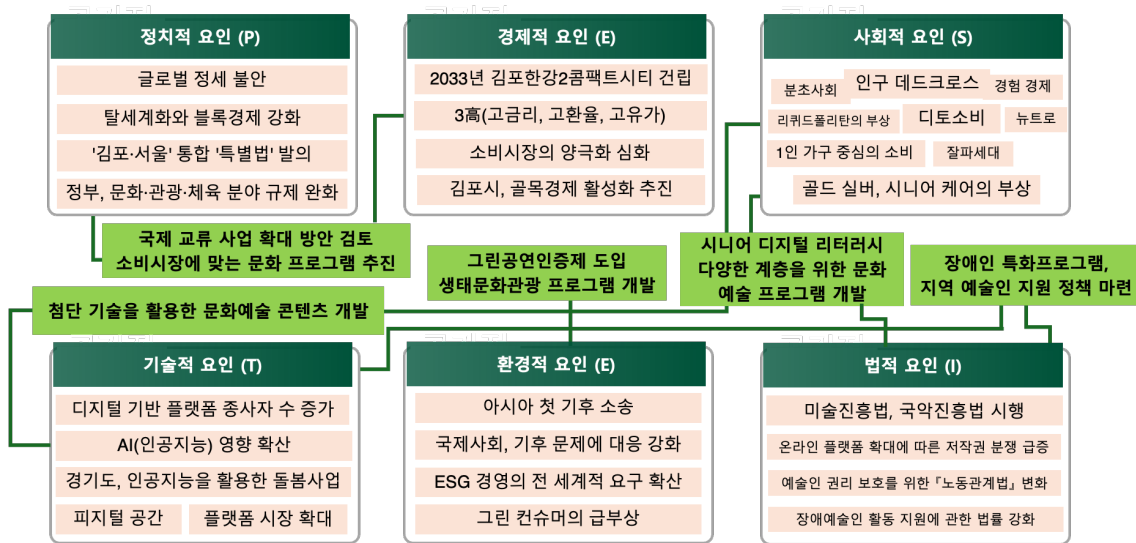 정치적 요인 (P)
글로벌 정세 불안
탈세계화와 블록경제 강화
'김포·서울' 통합 '특별법' 발의
정부, 문화·관광·체육 분야 규제 완화
경제적 요인 (E)
2033년 김포한강2콤팩트시티 건립
3高(고금리, 고환율, 고유가)
소비시장의 양극화 심화
김포시, 골목경제 활성화 추진
사회적 요인 (S)
분초사회
인구 데드크로스
경험 경제
리퀴드폴리탄의 부상
디토소비
뉴트로
1인 가구 중심의 소비
잘파세대
골드 실버, 시니어 케어의 부상
국제 교류 사업 확대 방안 검토
소비시장에 맞는 문화 프로그램 추진
그린공연인증제 도입
생태문화관광 프로그램 개발
시니어 디지털 리터러시
다양한 계층을 위한 문화
예술 프로그램 개발
장애인 특화프로그램,
지역 예술인 지원 정책 마련
첨단 기술을 활용한 문화예술 콘텐츠 개발
기술적 요인 (T)
디지털 기반 플랫폼 종사자 수 증가
AI(인공지능) 영향 확산
경기도, 인공지능을 활용한 돌봄사업
피지털 공간
플랫폼 시장 확대
환경적 요인 (E)
아시아 첫 기후 소송
국제사회, 기후 문제에 대응 강화
ESG 경영의 전 세계적 요구 확산
그린 컨슈머의 급부상
법적 요인 (I)
미술진흥법, 국악진흥법 시행
온라인 플랫폼 확대에 따른 저작권 분쟁 급증
예술인 권리 보호를 위한 『노동관계법』 변화
장애예술인 활동 지원에 관한 법률 강화